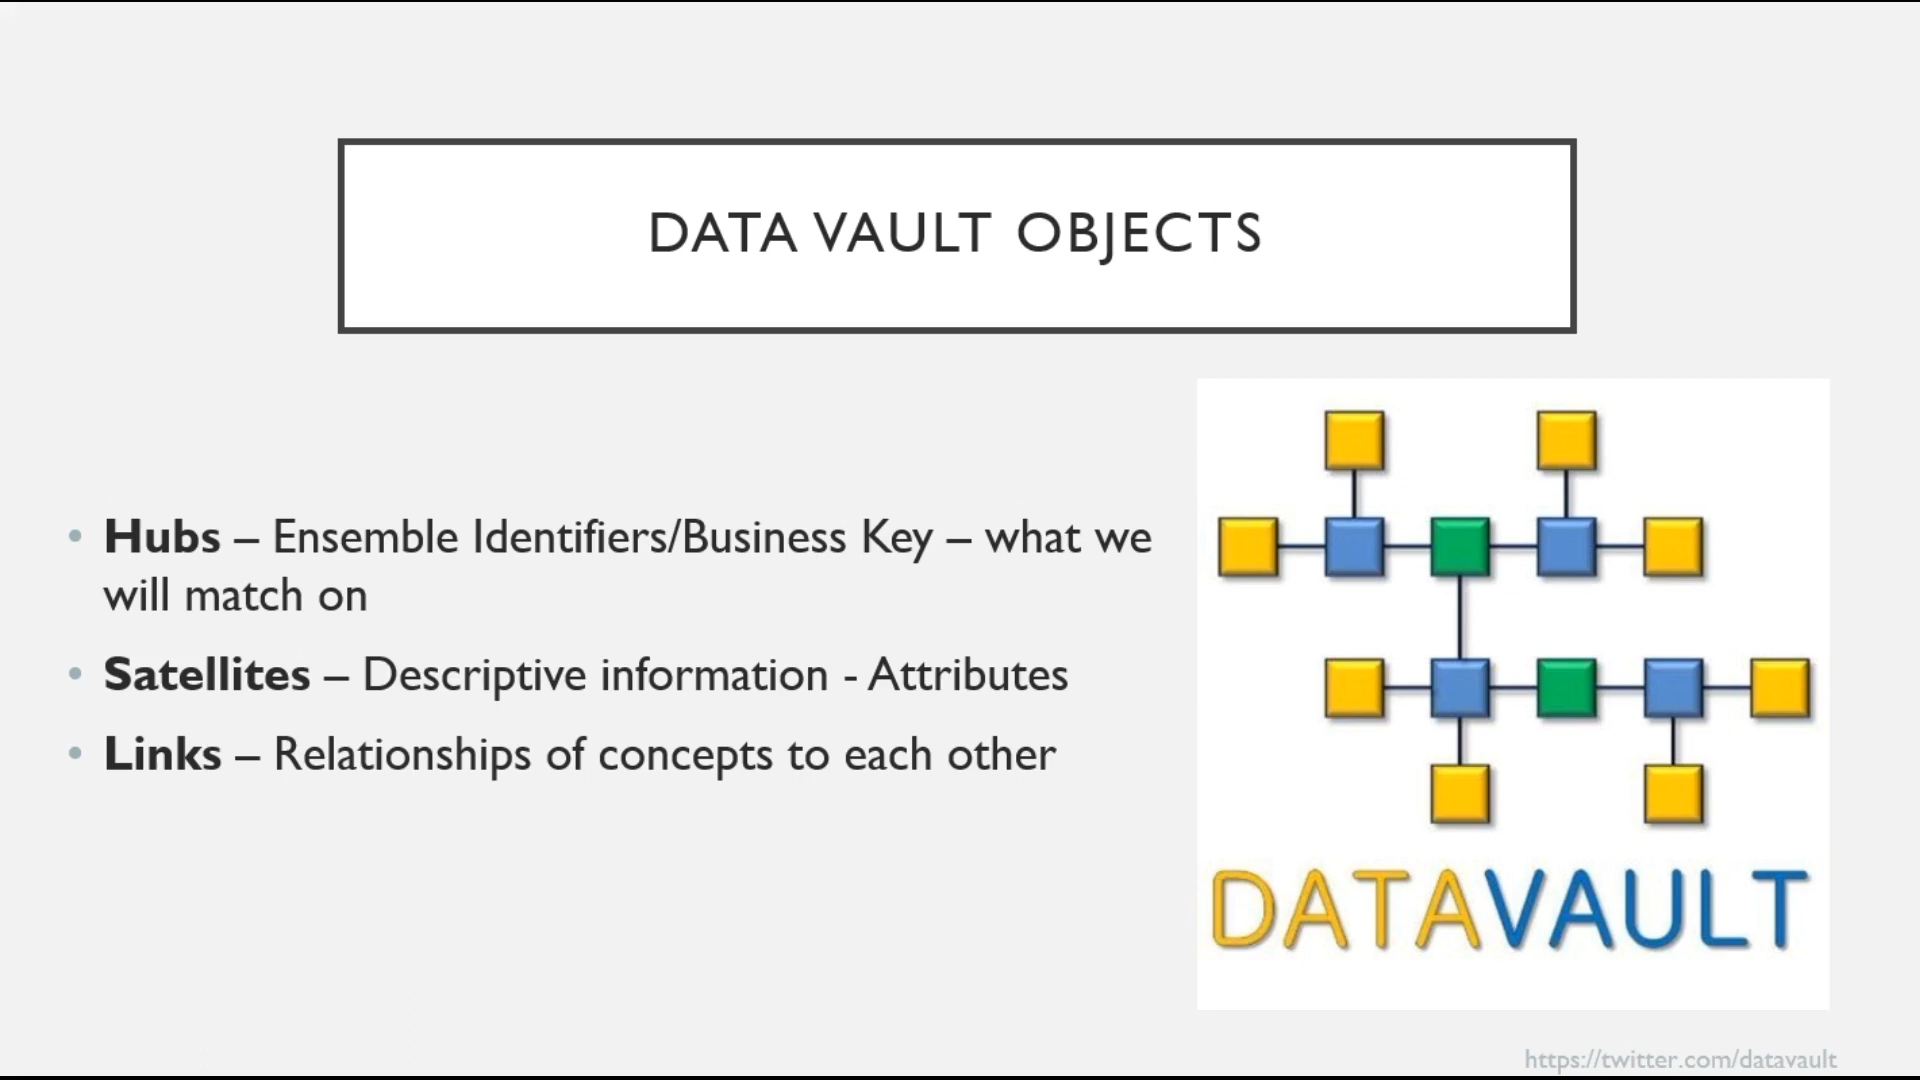 DATA VAULT OBJECTS
• Hubs – Ensemble Identifiers/Business Key – what we
will match on
• Satellites – Descriptive information - Attributes
• Links – Relationships of concepts to each other
DATAVAULT
https://twitter.com/datavault